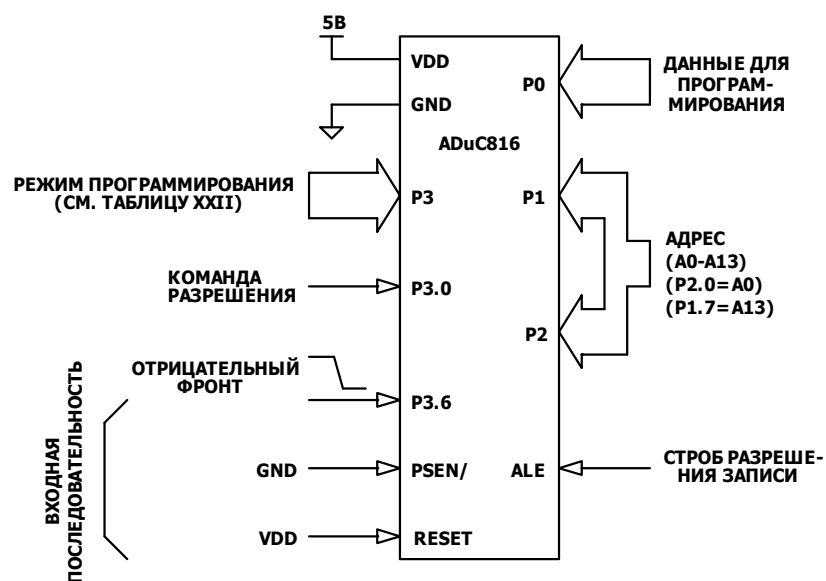 5В
VDD
GND
ADuC816
P0
ДАННЫЕ ДЛЯ
ПРОГРАМ-
МИРОВАНИЯ
РЕЖИМ ПРОГРАММИРОВАНИЯ
(СМ. ТАБЛИЦУ XXII)
P3
P1
КОМАНДА
РАЗРЕШЕНИЯ
P3.0
АДРЕС
(A0-A13)
(P2.0=A0)
(P1.7=A13)
P2
ОТРИЦАТЕЛЬНЫЙ
ФРОНТ
P3.6
ВХОДНАЯ
ПОСЛЕДОВАТЕЛЬНОСТЬ
GND
PSEN/
ALE
СТРОБ РАЗРЕШЕ-
НИЯ ЗАПИСИ
VDD
RESET